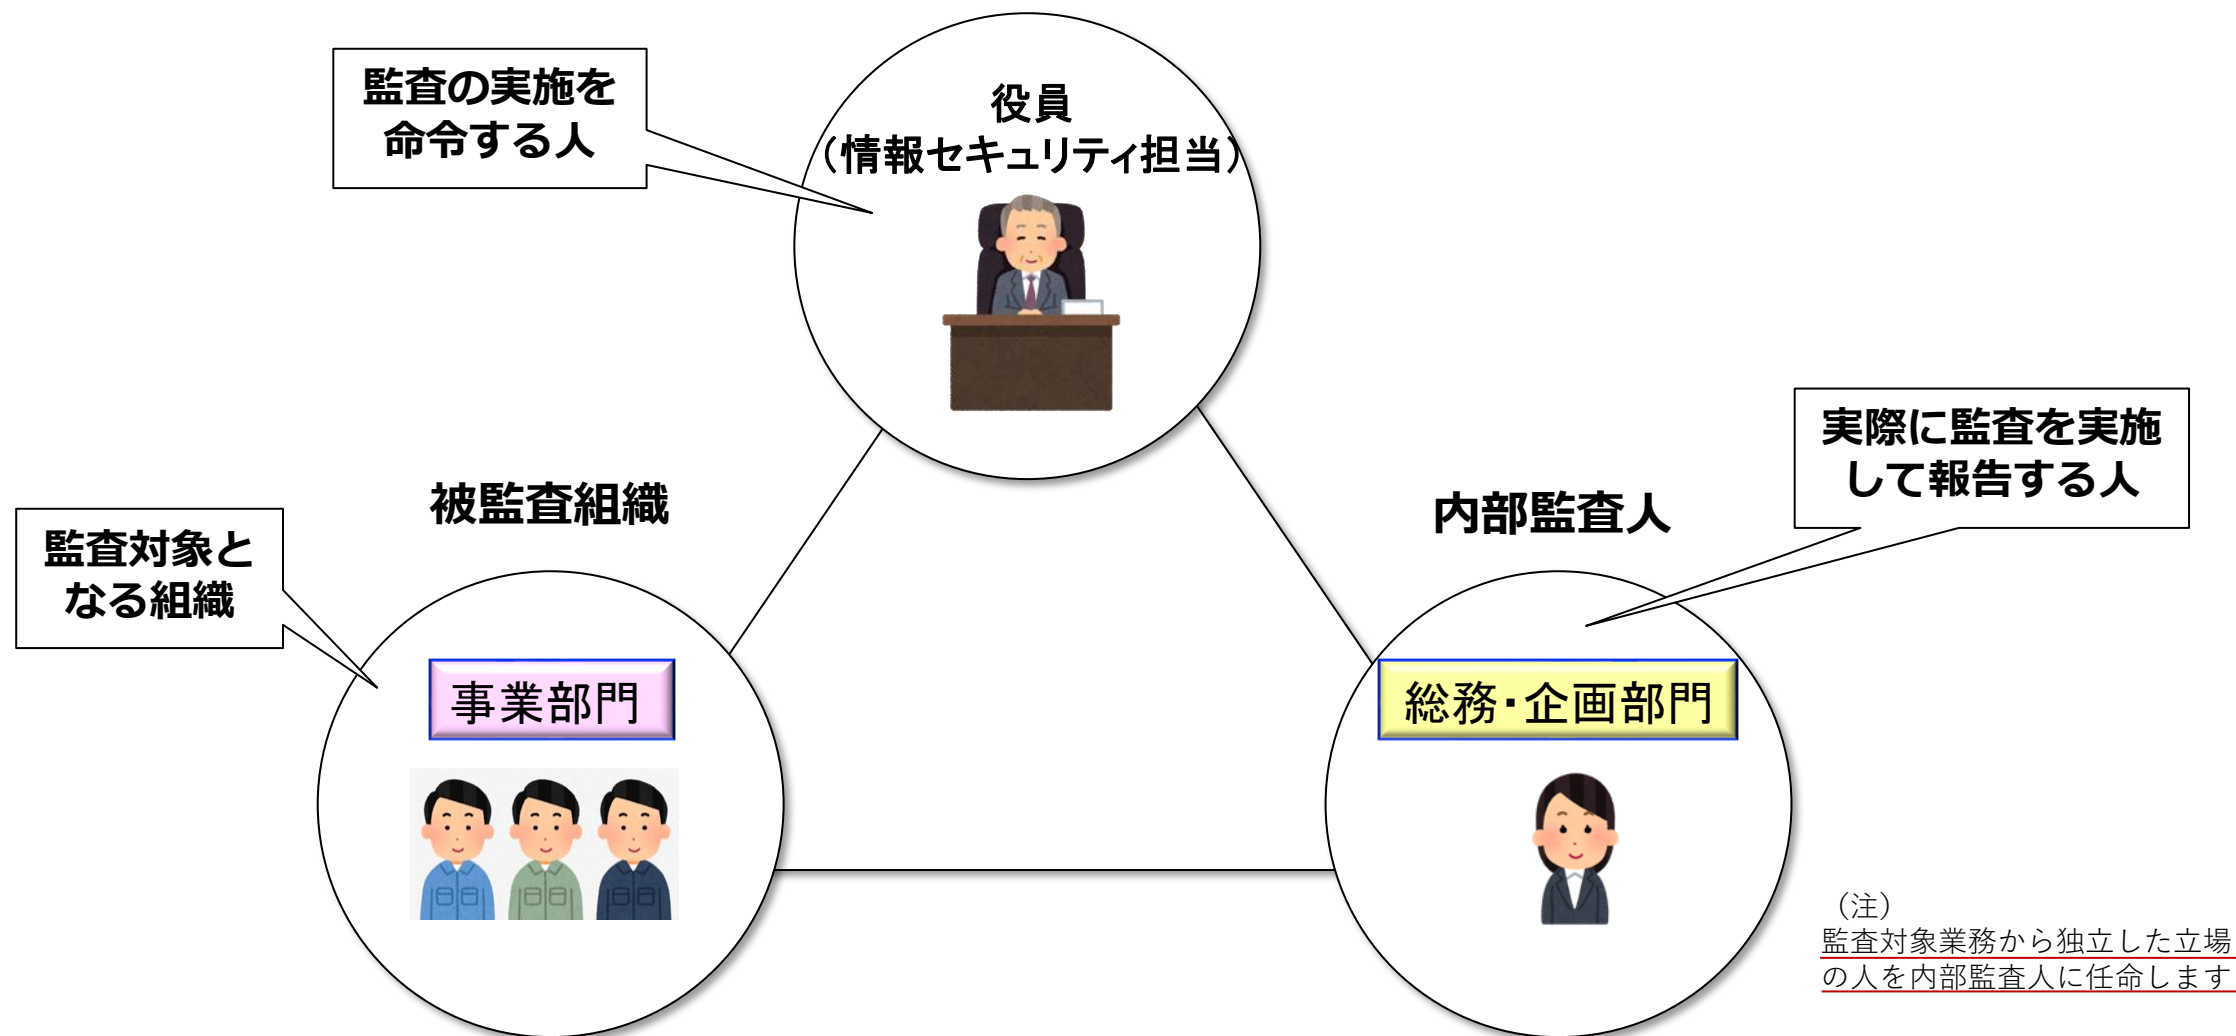 監査の実施を
命令する人
役員
（情報セキュリティ担当）
実際に監査を実施
して報告する人
被監査組織
内部監査人
監査対象と
なる組織
事業部門
総務・企画部門
（注）
監査対象業務から独立した立場
の人を内部監査人に任命します